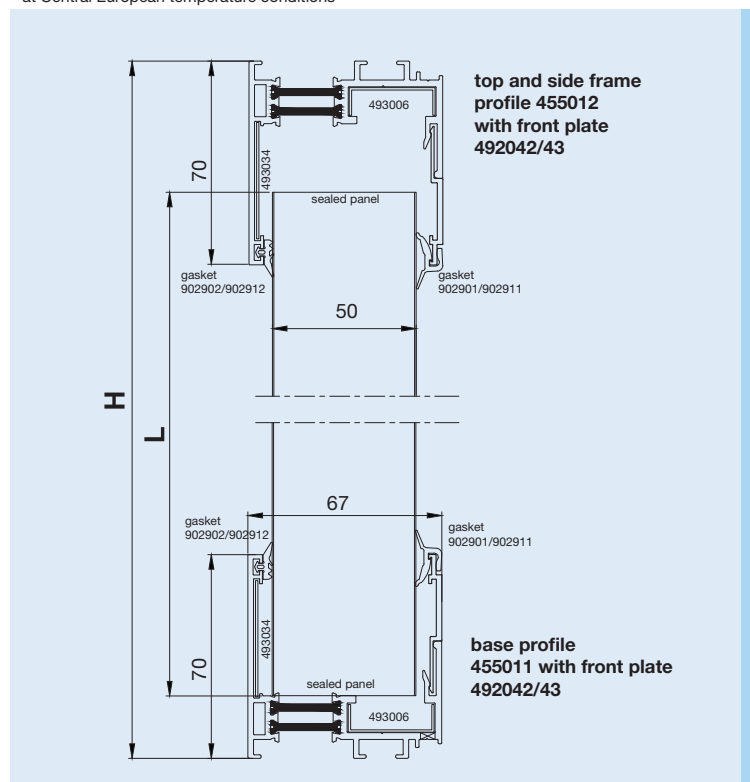 at Central European temperature conditions
top and side frame
profile 455012
with front plate
492042/43
493006
70
493034
sealed panel
gasket
902902/902912
gasket
902901/902911
50
H
L
67
gasket
902902/902912
gasket
902901/902911
493034
70
base profile
455011 with front plate
492042/43
sealed panel
493006